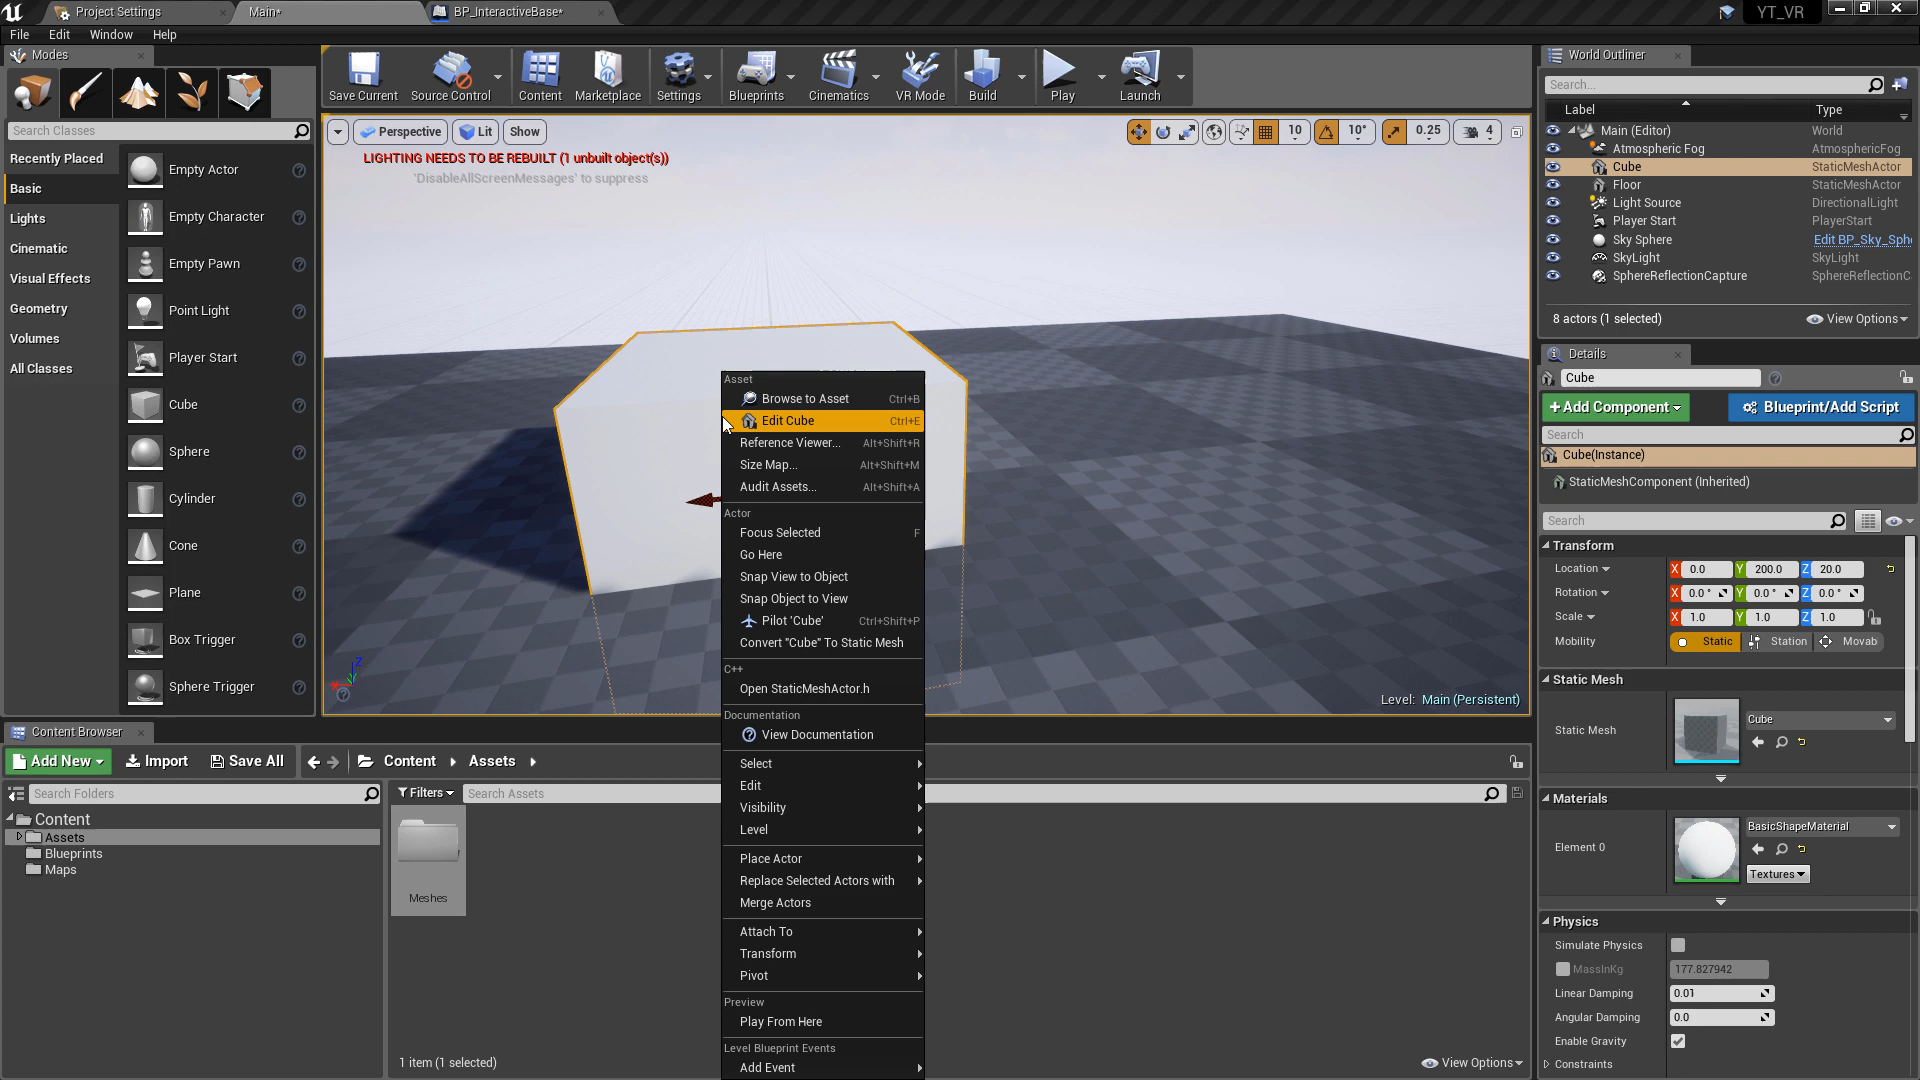 Project Settings
Main*
BP_InteractiveBase*
YT_VR
File Edit Window Help
Modes
Search Classes
Recently Placed
Basic
Lights
Cinematic
Visual Effects
Geometry
Volumes
All Classes
Empty Actor
Empty Character
Empty Pawn
Point Light
Player Start
Cube
Sphere
Cylinder
Cone
Plane
Box Trigger
Sphere Trigger
Save Current
Source Control
Content
Marketplace
Settings
Blueprints
Cinematics
VR Mode
Build
Play
Launch
Perspective
Lit
Show
10
10°
0.25
4
LIGHTING NEEDS TO BE REBUILT (1 unbuilt object(s))
'DisableAllScreenMessages' to suppress
Z
Level: Main (Persistent)
Asset
Browse to Asset Ctrl+B
Edit Cube Ctrl+E
Reference Viewer... Alt+Shift+R
Size Map... Alt+Shift+M
Audit Assets... Alt+Shift+A
Actor
Focus Selected F
Go Here
Snap View to Object
Snap Object to View
Pilot 'Cube' Ctrl+Shift+P
Convert "Cube" To Static Mesh
C++
Open StaticMeshActor.h
Documentation
View Documentation
Select
Edit
Visibility
Level
Place Actor
Replace Selected Actors with
Merge Actors
Attach To
Transform
Pivot
Preview
Play From Here
Level Blueprint Events
Add Event
Content Browser
Add New
Import
Save All
Content
Assets
Search Folders
Content
Assets
Blueprints
Maps
Filters
Search Assets
Meshes
1 item (1 selected)
View Options
World Outliner
Search...
Label Type
Main (Editor) World
Atmospheric Fog AtmosphericFog
Cube StaticMeshActor
Floor StaticMeshActor
Light Source DirectionalLight
Player Start PlayerStart
Sky Sphere Edit BP_Sky_Sph
SkyLight SkyLight
SphereReflectionCapture SphereReflectionC
8 actors (1 selected)
View Options
Details
Cube
+Add Component
Blueprint/Add Script
Search
Cube(Instance)
StaticMeshComponent (Inherited)
Search
Transform
Location X 0.0 Y 200.0 Z 20.0
Rotation X 0.0 ° Y 0.0 ° Z 0.0 °
Scale X 1.0 Y 1.0 Z 1.0
Mobility Static Station Movab
Static Mesh
Static Mesh
Cube
Materials
Element 0
BasicShapeMaterial
Textures
Physics
Simulate Physics
MassInKg 177.827942
Linear Damping 0.01
Angular Damping 0.0
Enable Gravity
Constraints